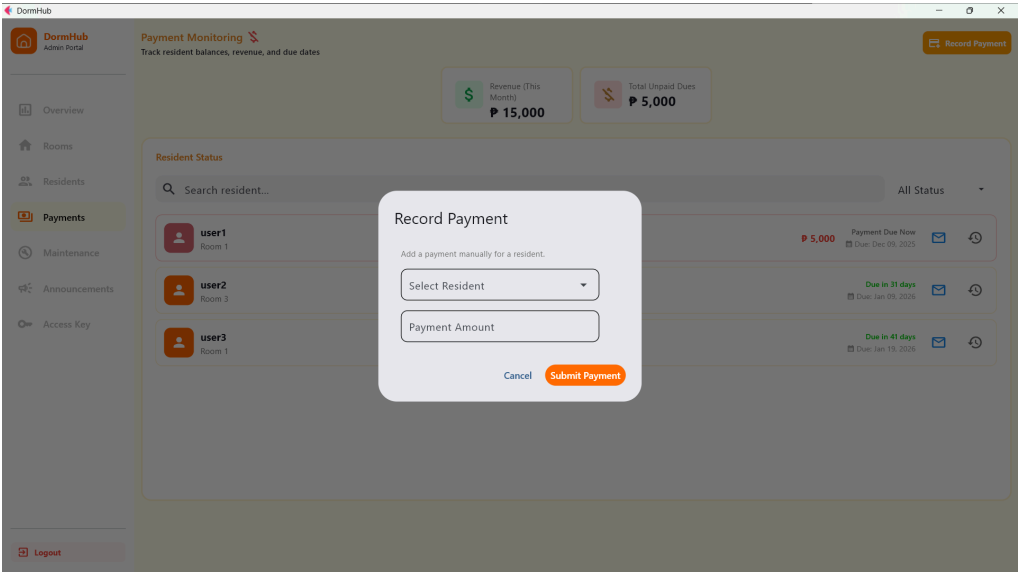 DormHub
DormHub
Admin Portal
Overview
Rooms
Residents
Payments
Maintenance
Announcements
Access Key
Logout
Payment Monitoring
Track resident balances, revenue, and due dates
Record Payment
Revenue (This
Month)
₱ 15,000
Total Unpaid Dues
₱ 5,000
Resident Status
Search resident...
All Status
user1
Room 1
₱ 5,000
Payment Due Now
Due: Dec 09, 2025
user2
Room 3
Due in 31 days
Due: Jan 09, 2026
user3
Room 1
Due in 41 days
Due: Jan 19, 2026
Record Payment
Add a payment manually for a resident.
Select Resident
Payment Amount
Cancel
Submit Payment